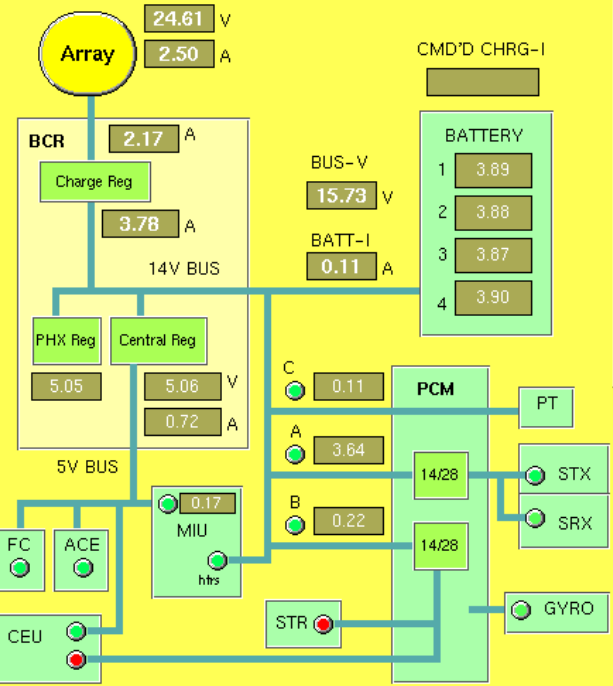 24.61 V
Array 2.50 A
CMD'D CHRG-I
BCR 2.17 A
Charge Reg
3.78 A
14V BUS
BUS-V
15.73 V
BATT-I
0.11 A
BATTERY
1 3.89
2 3.88
3 3.87
4 3.90
PHX Reg
Central Reg
5.05
5.06 V
0.72 A
5V BUS
C
0.11
A
3.64
B
0.22
PCM
14/28
14/28
PT
STX
SRX
GYRO
0.17
MIU
htrs
FC
ACE
CEU
STR